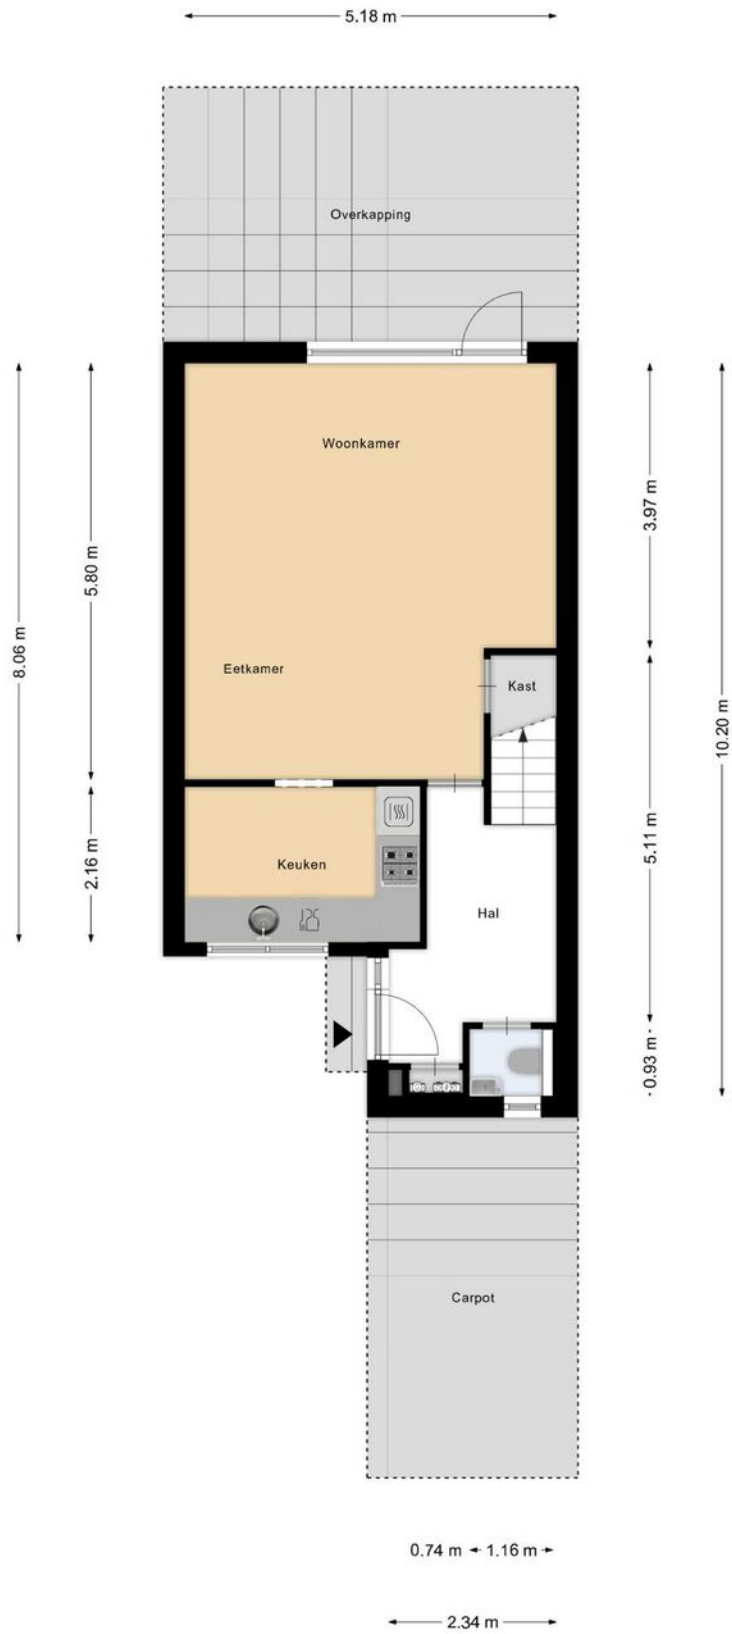 5.18 m
Overkapping
Woonkamer
3.97 m
5.80 m
8.06 m
Eetkamer
Kast
10.20 m
5.11 m
2.16 m
Keuken
Hal
0.93 m
Carpot
0.74 m
1.16 m
2.34 m